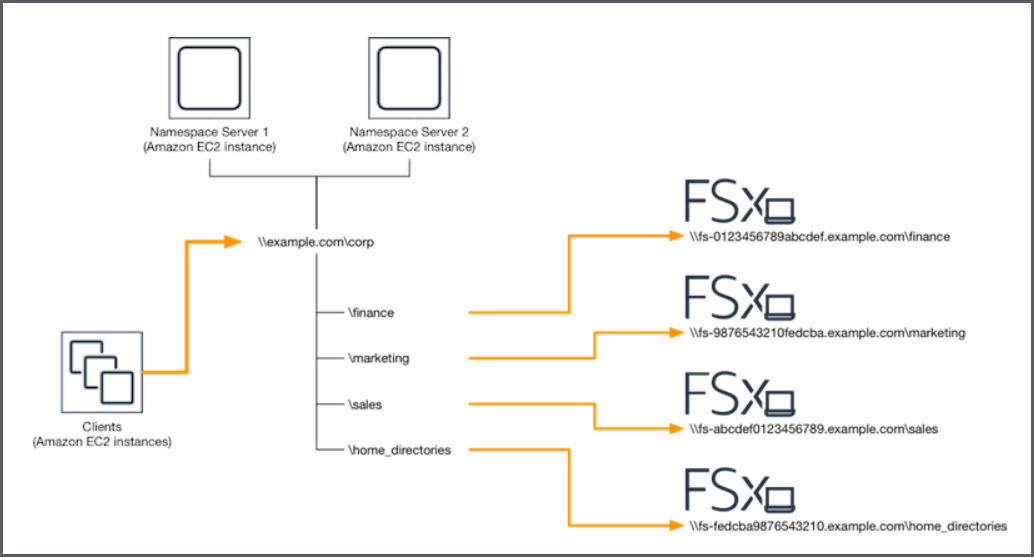 Namespace Server 1
(Amazon EC2 instance)
Namespace Server 2
(Amazon EC2 instance)
\\example.com\corp
\finance
\marketing
\sales
\home_directories
Clients
(Amazon EC2 instances)
FSx
\\fs-0123456789abcdef.example.com\finance
FSx
\\fs-9876543210fedcba.example.com\marketing
FSx
\\fs-abcdef0123456789.example.com\sales
FSx
\\fs-fedcba9876543210.example.com\home_directories